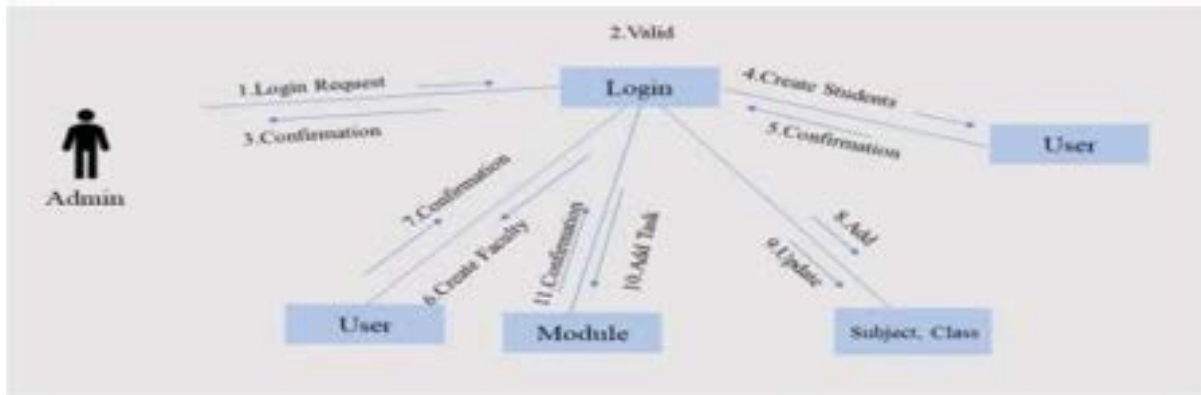 2.Valid
1.Login Request
Login
4.Create Students
3.Confirmation
5.Confirmation
User
Admin
7.Confirmation
6.Create Faculty
11.Confirmation
10.Add Task
8.Add
9.Update
User
Module
Subject, Class